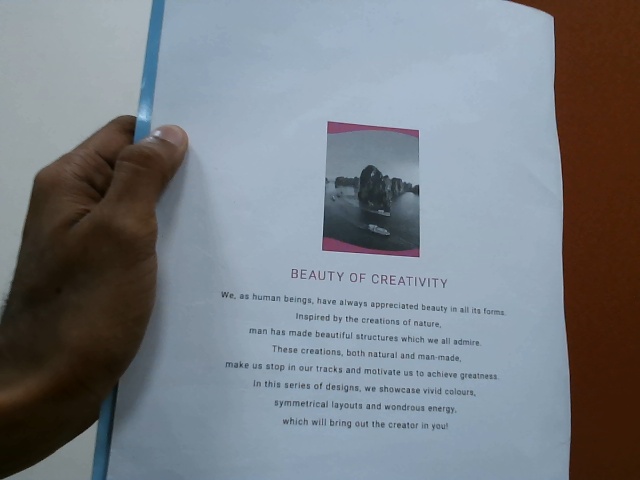 BEAUTY OF CREATIVITY
We, as human beings, have always appreciated beauty in all its forms.
Inspired by the creations of nature,
man has made beautiful structures which we all admire.
These creations, both natural and man-made,
make us stop in our tracks and motivate us to achieve greatness.
In this series of designs, we showcase vivid colours,
symmetrical layouts and wondrous energy,
which will bring out the creator in you!